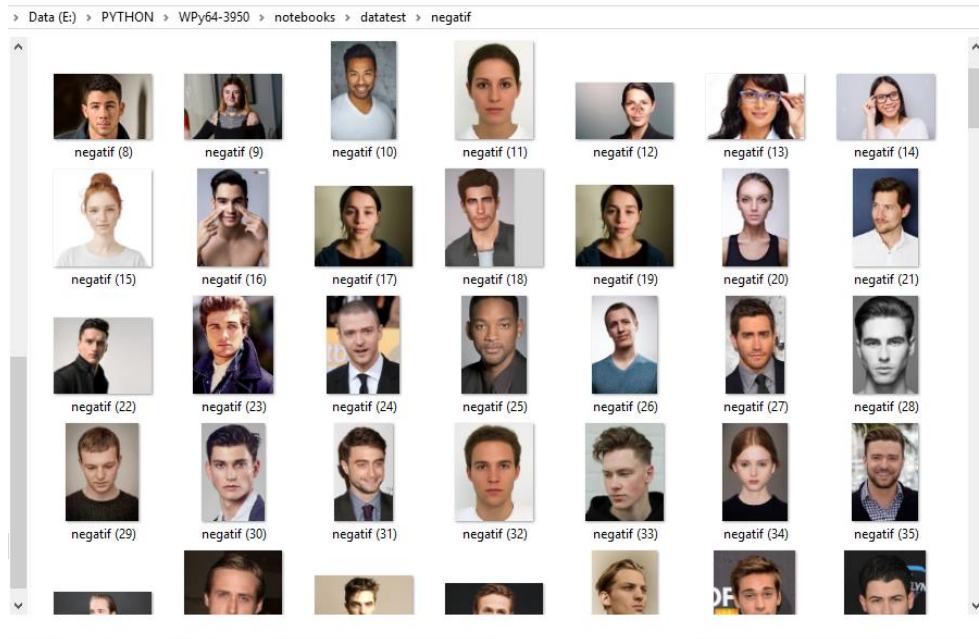 > Data (E:) > PYTHON > WPy64-3950 > notebooks > datatest > negatif
negatif (8) negatif (9) negatif (10) negatif (11) negatif (12) negatif (13) negatif (14)
negatif (15) negatif (16) negatif (17) negatif (18) negatif (19) negatif (20) negatif (21)
negatif (22) negatif (23) negatif (24) negatif (25) negatif (26) negatif (27) negatif (28)
negatif (29) negatif (30) negatif (31) negatif (32) negatif (33) negatif (34) negatif (35)